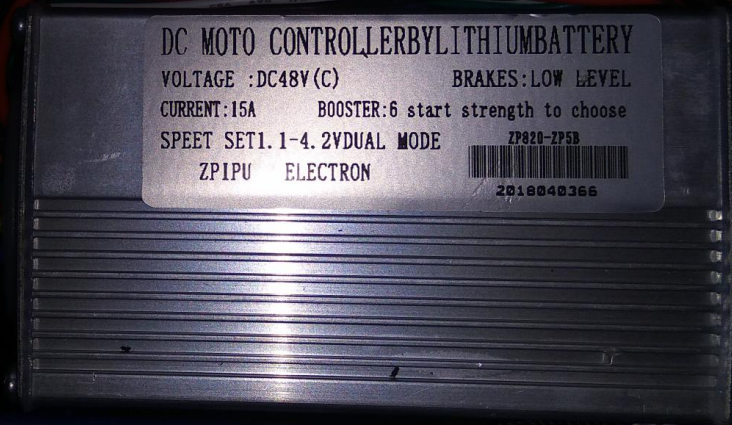 DC MOTO CONTROLLERBYLITHIUMBATTERY
VOLTAGE :DC48V(C) BRAKES:LOW LEVEL
CURRENT:15A BOOSTER:6 start strength to choose
SPEET SET1.1-4.2VDUAL MODE ZP820-ZP5B
ZPIPU ELECTRON
2018040366